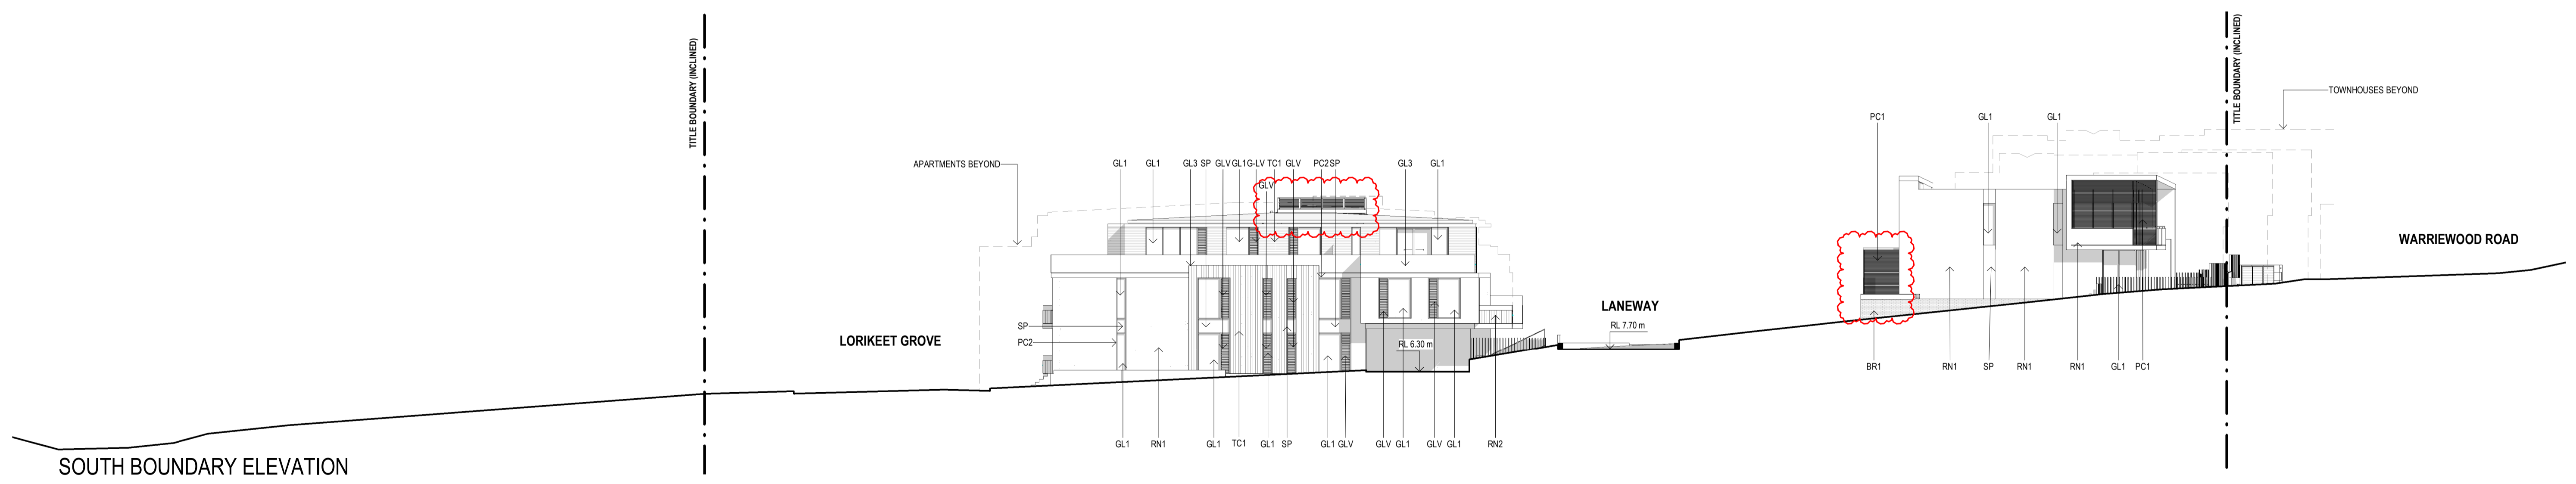 TITLE BOUNDARY (INCLINED)
TITLE BOUNDARY (INCLINED)
TOWNHOUSES BEYOND
PC1
GL1
GL1
APARTMENTS BEYOND
GL1
GL1
GL3
SP
GLV
GL1
G-LV
TC1
GLV
PC2
SP
GL3
GL1
GLV
WARRIEWOOD ROAD
LANEWAY
RL 7.70 m
SP
PC2
LORIKEET GROVE
RL 6.30 m
BR1
RN1
SP
RN1
RN1
GL1
PC1
GL1
RN1
GL1
TC1
GL1
SP
GL1
GLV
GLV
GL1
GLV
GL1
RN2
SOUTH BOUNDARY ELEVATION